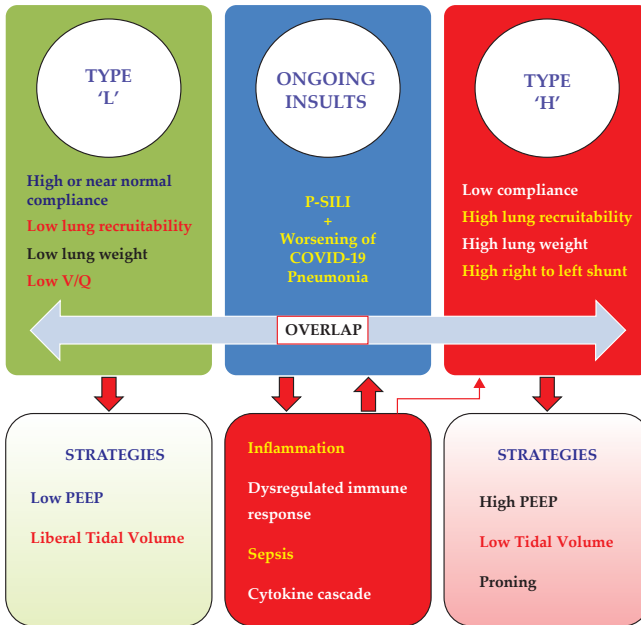 TYPE
'L'
High or near normal
compliance
Low lung recruitability
Low lung weight
Low V/Q
ONGOING
INSULTS
P-SILI
+
Worsening of
COVID-19
Pneumonia
TYPE
'H'
Low compliance
High lung recruitability
High lung weight
High right to left shunt
OVERLAP
STRATEGIES
Low PEEP
Liberal Tidal Volume
Inflammation
Dysregulated immune
response
Sepsis
Cytokine cascade
STRATEGIES
High PEEP
Low Tidal Volume
Proning